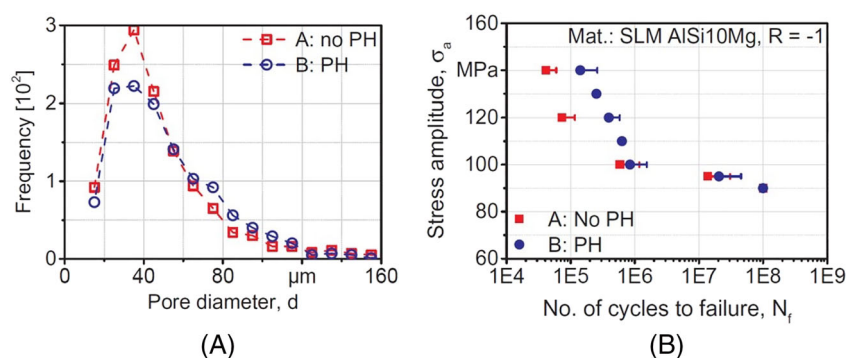 3
2
1
0
Frequency [10²]
A: no PH
B: PH
0 40 80 µm 160
Pore diameter, d
(A)
160
MPa
120
100
80
60
Stress amplitude, σₐ
Mat.: SLM AlSi10Mg, R = -1
A: No PH
B: PH
1E4 1E5 1E6 1E7 1E8 1E9
No. of cycles to failure, N_f
(B)